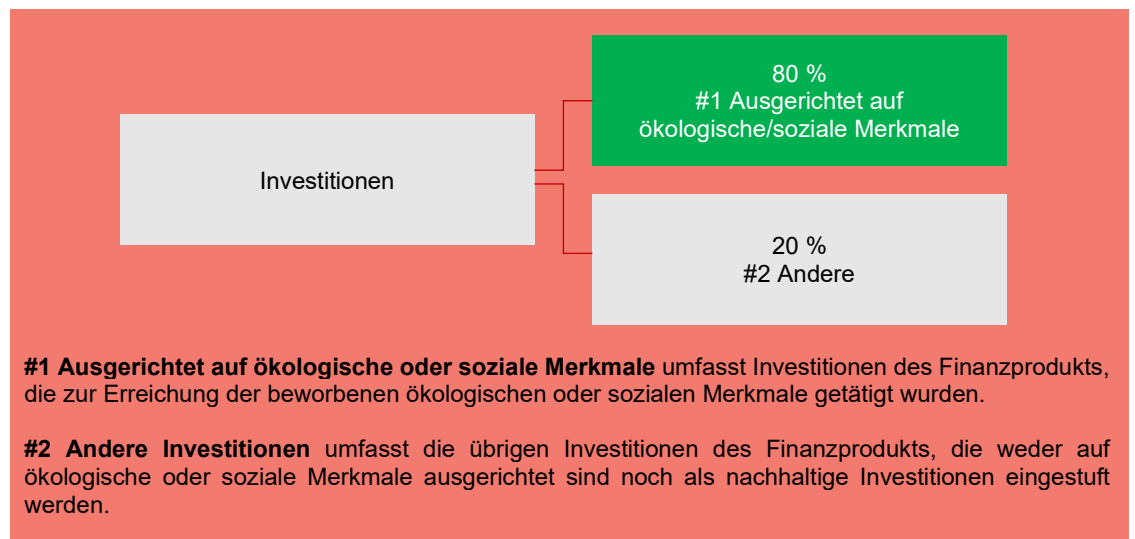 80 %
#1 Ausgerichtet auf
ökologische/soziale Merkmale
Investitionen
20 %
#2 Andere
#1 Ausgerichtet auf ökologische oder soziale Merkmale umfasst Investitionen des Finanzprodukts,
die zur Erreichung der beworbenen ökologischen oder sozialen Merkmale getätigt wurden.
#2 Andere Investitionen umfasst die übrigen Investitionen des Finanzprodukts, die weder auf
ökologische oder soziale Merkmale ausgerichtet sind noch als nachhaltige Investitionen eingestuft
werden.